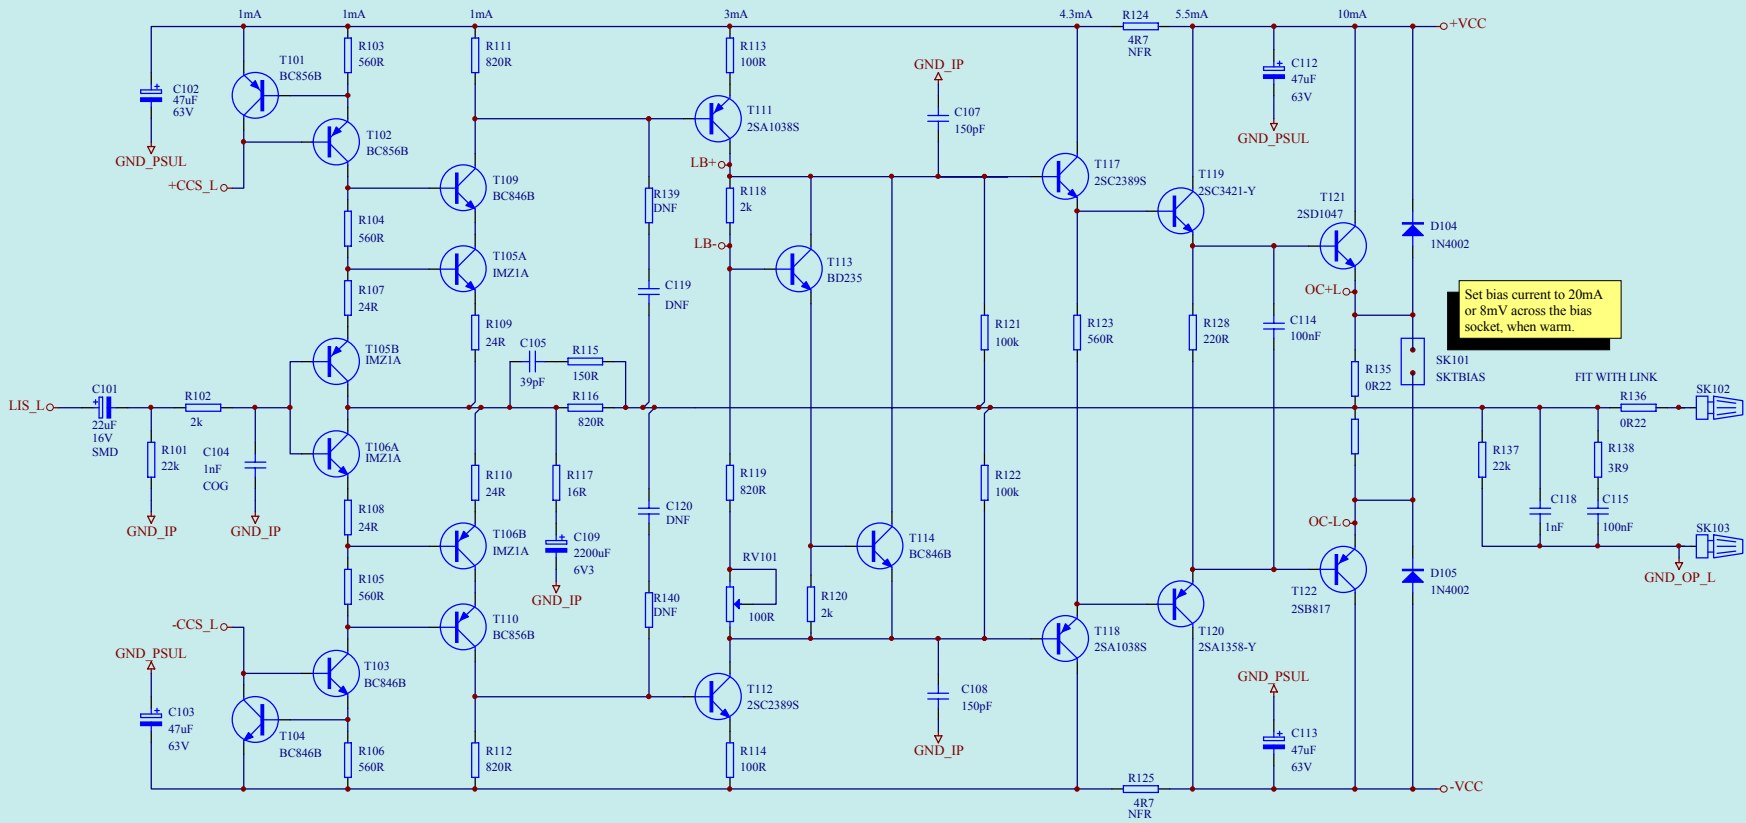 1mA
1mA
1mA
3mA
4.3mA
R124
4R7
NFR
5.5mA
10mA
+VCC
T101
BC856B
R103
560R
R111
820R
R113
100R
C102
47uF
63V
GND_PSUL
T102
BC856B
T111
2SA1038S
GND_IP
C107
150pF
C112
47uF
63V
GND_PSUL
+CCS_L
T109
BC846B
LB+
R118
2k
LB-
R139
DNF
T117
2SC2389S
T119
2SC3421-Y
T121
2SD1047
D104
1N4002
R104
560R
T105A
IMZ1A
T113
BD235
R107
24R
C119
DNF
OC+L
Set bias current to 20mA
or 8mV across the bias
socket, when warm.
R109
24R
R121
100k
R123
560R
R128
220R
C114
100nF
T105B
IMZ1A
C105
39pF
R115
150R
R116
820R
R135
0R22
SK101
SKTBIAS
FIT WITH LINK
R136
0R22
SK102
LIS_L
C101
22uF
16V
SMD
R102
2k
R101
22k
GND_IP
C104
1nF
COG
GND_IP
T106A
IMZ1A
R108
24R
R110
24R
R117
16R
R119
820R
R122
100k
R137
22k
R138
3R9
C118
1nF
C115
100nF
SK103
GND_OP_L
T106B
IMZ1A
C109
2200uF
6V3
GND_IP
C120
DNF
OC-L
T114
BC846B
RV101
100R
R105
560R
T110
BC856B
R140
DNF
R120
2k
T122
2SB817
D105
1N4002
-CCS_L
T118
2SA1038S
T120
2SA1358-Y
GND_PSUL
T103
BC846B
T112
2SC2389S
C108
150pF
GND_IP
GND_PSUL
C103
47uF
63V
T104
BC846B
R106
560R
R112
820R
R114
100R
C113
47uF
63V
R125
4R7
NFR
-VCC